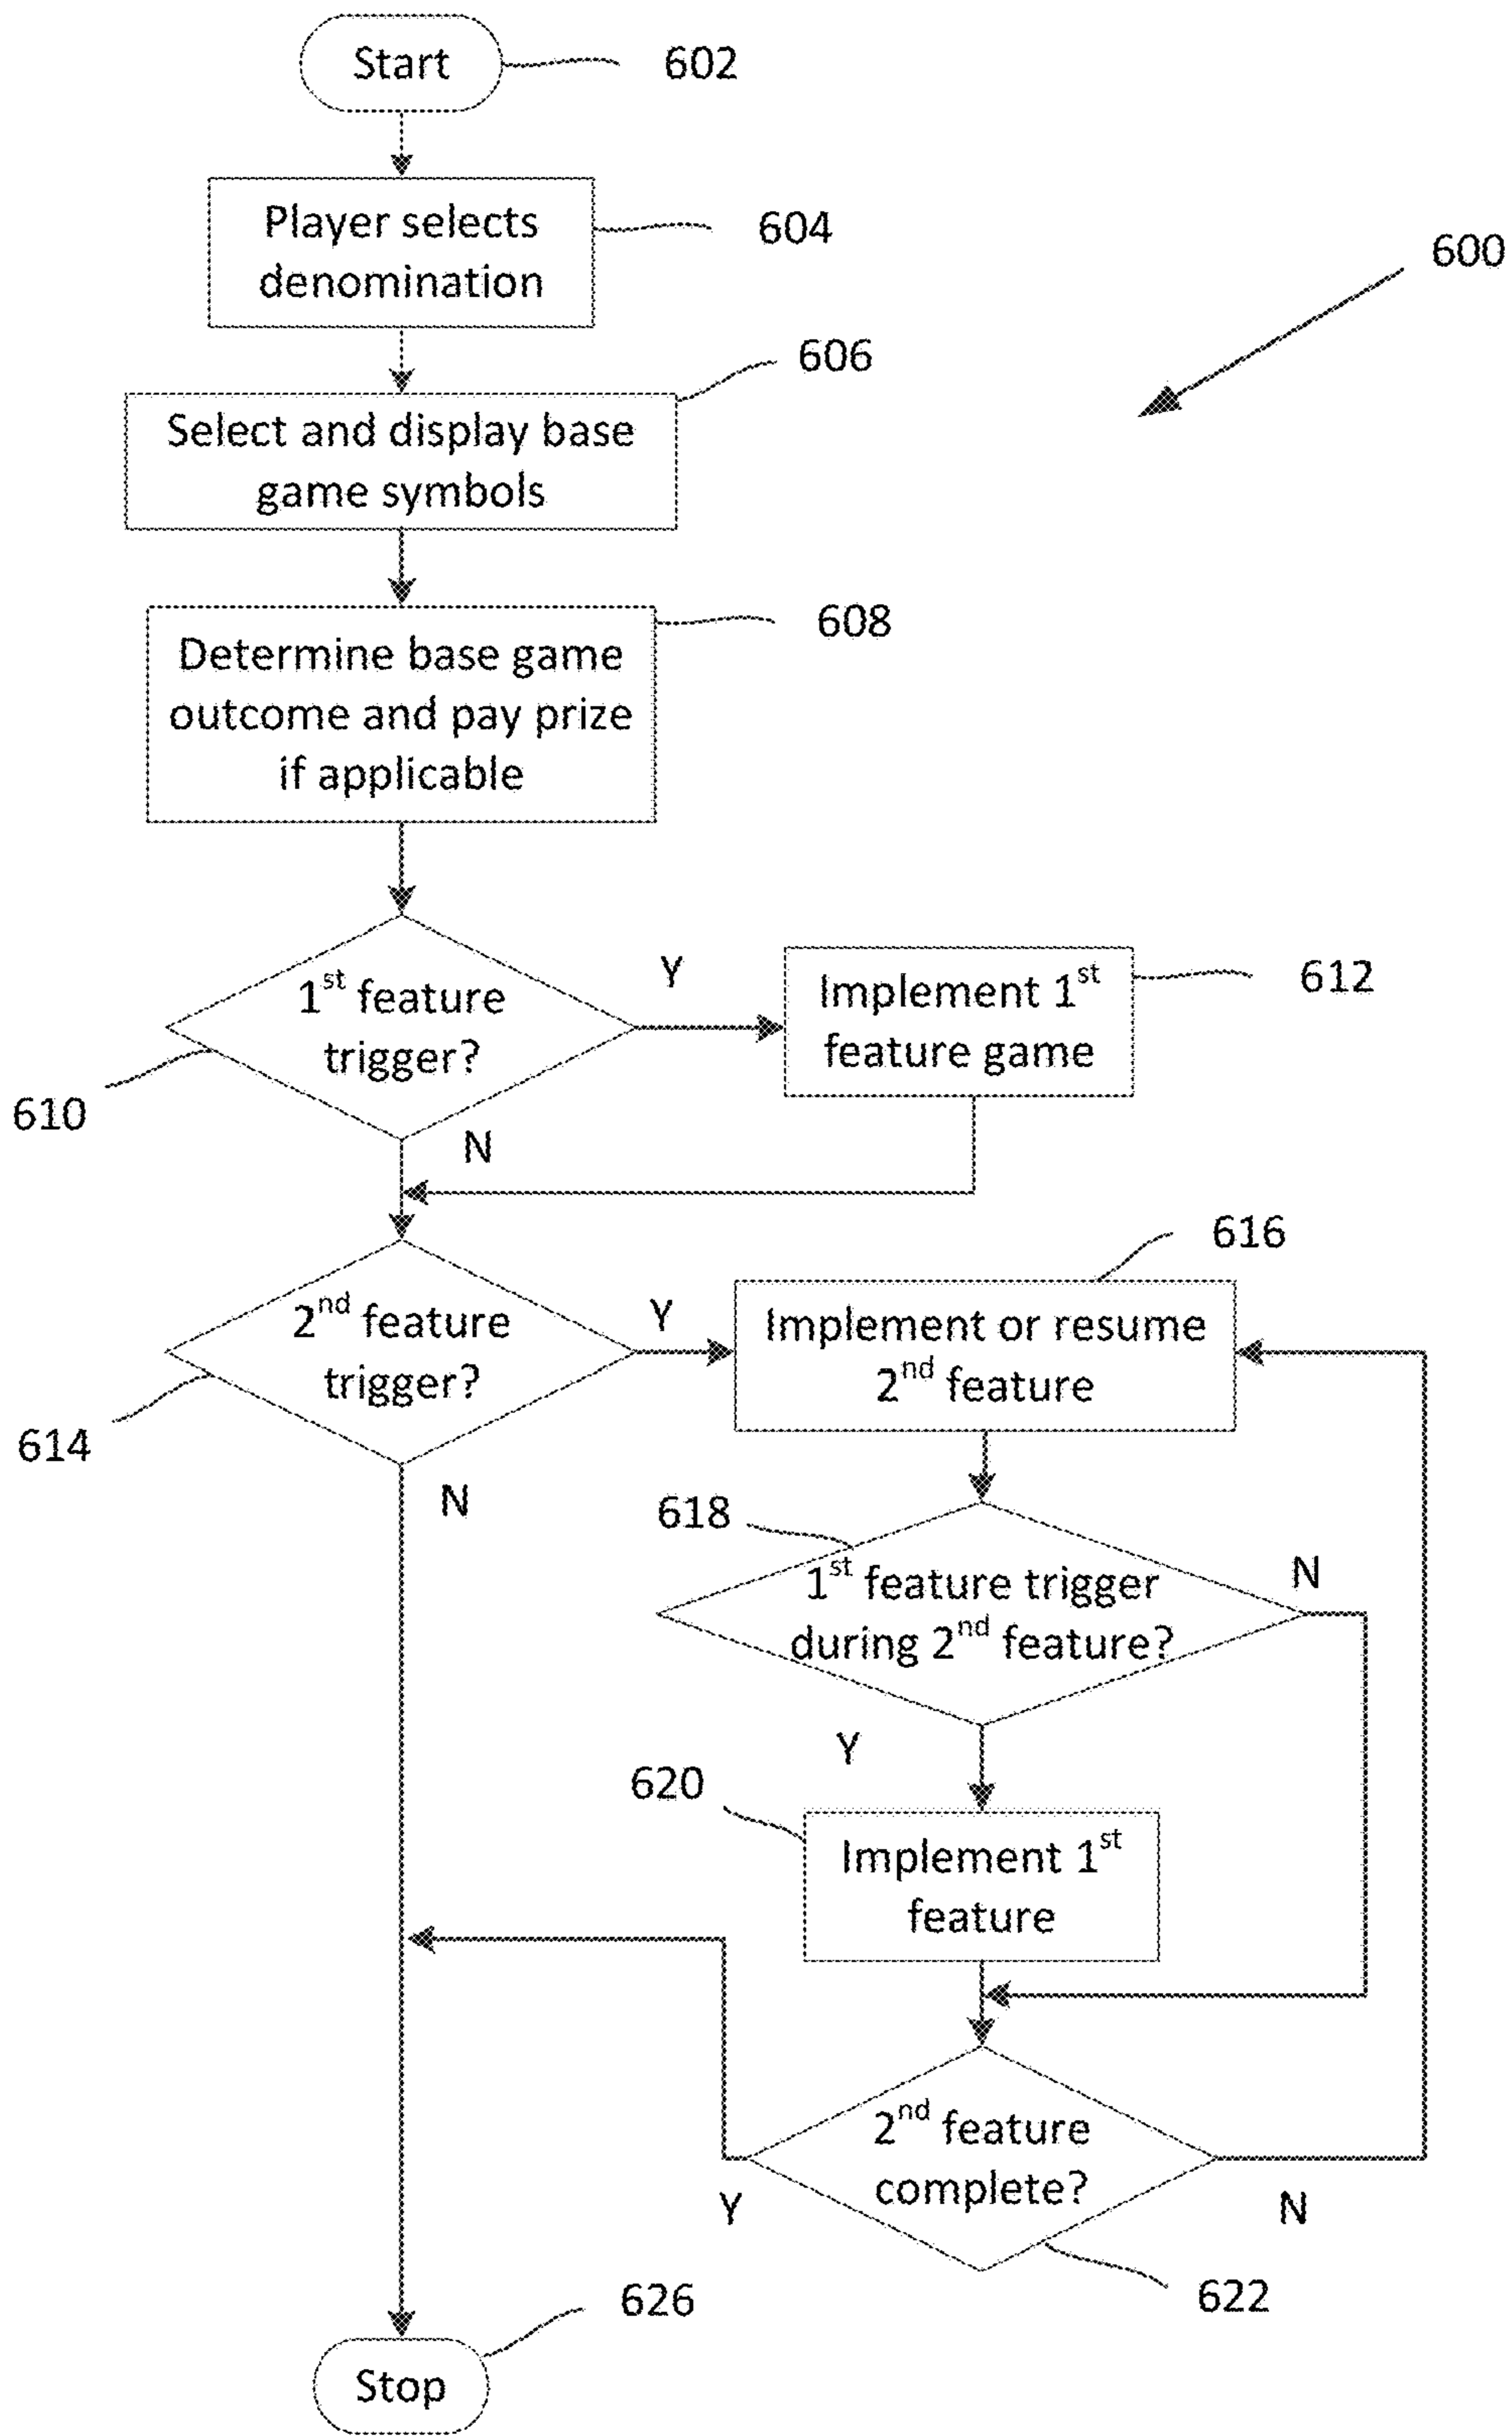 Start
602
Player selects
denomination
604
600
606
Select and display base
game symbols
608
Determine base game
outcome and pay prize
if applicable
1st feature
trigger?
Y
610
N
Implement 1st
feature game
612
2nd feature
trigger?
Y
614
N
616
Implement or resume
2nd feature
618
1st feature trigger
during 2nd feature?
N
Y
620
Implement 1st
feature
2nd feature
complete?
Y
N
622
626
Stop